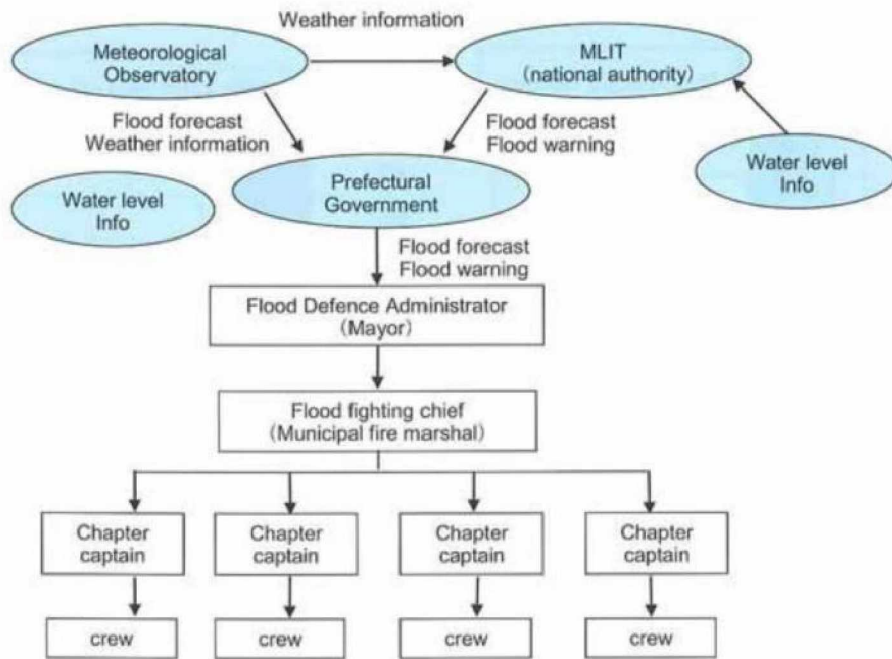 Weather information
Meteorological
Observatory
MLIT
(national authority)
Flood forecast
Weather information
Flood forecast
Flood warning
Water level
Info
Prefectural
Government
Water level
Info
Flood forecast
Flood warning
Flood Defence Administrator
(Mayor)
Flood fighting chief
(Municipal fire marshal)
Chapter
captain
Chapter
captain
Chapter
captain
Chapter
captain
crew
crew
crew
crew